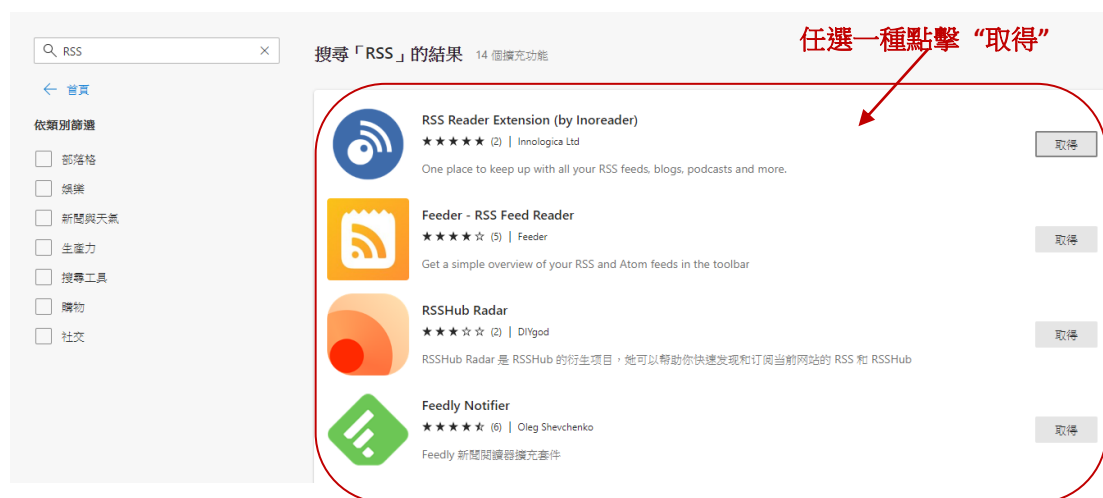 任選一種點擊“取得”
RSS
首頁
依類別篩選
部落格
娛樂
新聞與天氣
生產力
搜尋工具
購物
社交
搜尋「RSS」的結果 14 個擴充功能
RSS Reader Extension (by Inoreader)
★★★★★ (2) | Innologica Ltd
One place to keep up with all your RSS feeds, blogs, podcasts and more.
取得
Feeder - RSS Feed Reader
★★★★☆ (5) | Feeder
Get a simple overview of your RSS and Atom feeds in the toolbar
取得
RSSHub Radar
★★★☆☆ (2) | DIYgod
RSSHub Radar 是 RSSHub 的衍生项目，她可以帮助你快速发现和订阅当前网站的 RSS 和 RSSHub
取得
Feedly Notifier
★★★★⯪ (6) | Oleg Shevchenko
Feedly 新聞閱讀器擴充套件
取得